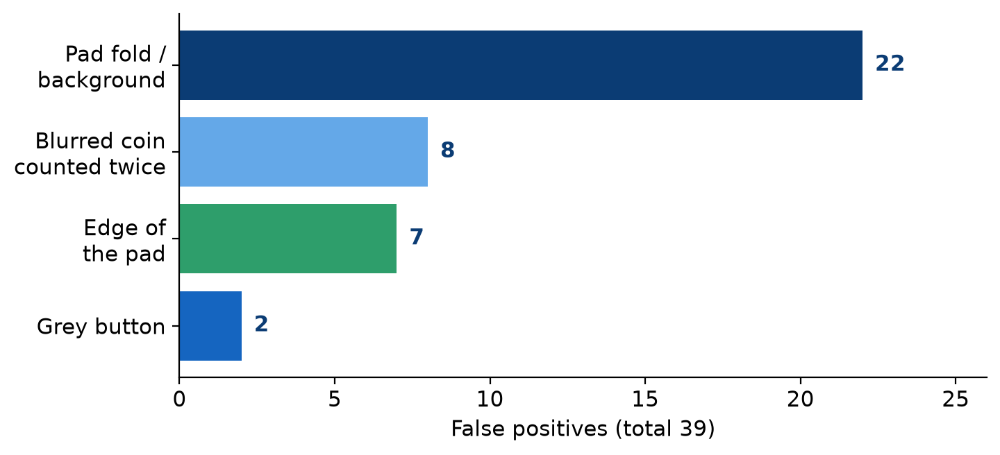 Pad fold /
background
22
Blurred coin
counted twice
8
Edge of
the pad
7
Grey button
2
0 5 10 15 20 25
False positives (total 39)